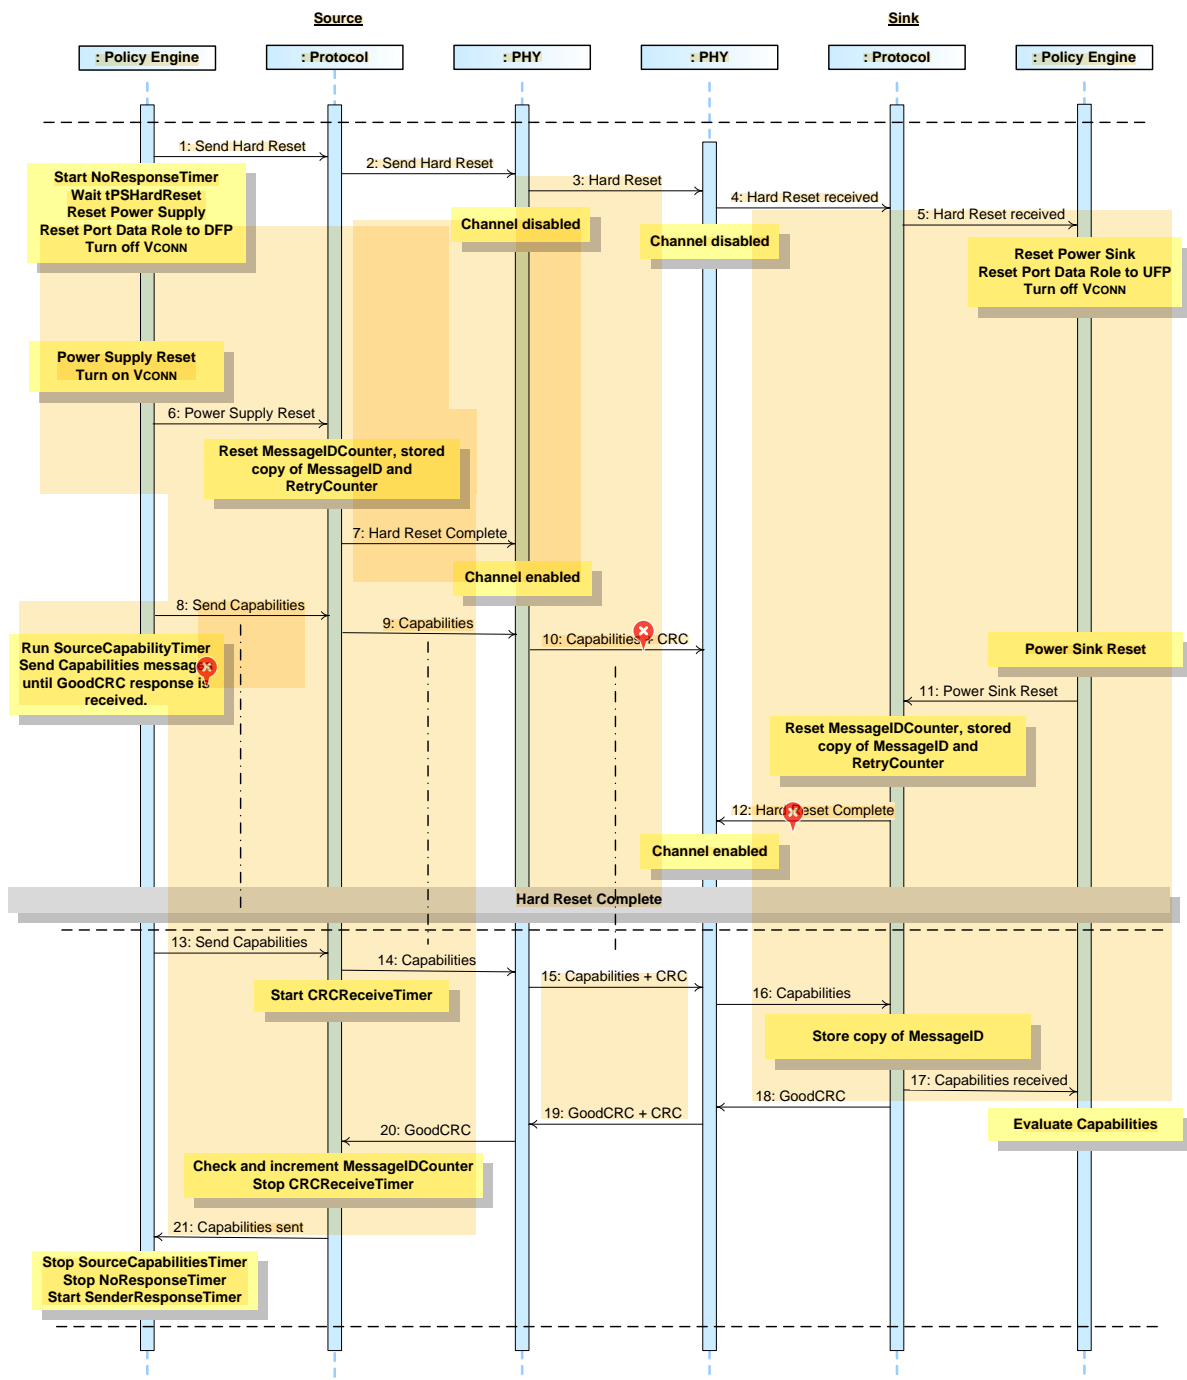 Source
Sink
: Policy Engine
: Protocol
: PHY
: PHY
: Protocol
: Policy Engine
1: Send Hard Reset
2: Send Hard Reset
3: Hard Reset
4: Hard Reset received
5: Hard Reset received
Start NoResponseTimer
Wait tPSHardReset
Reset Power Supply
Reset Port Data Role to DFP
Turn off VCONN
Channel disabled
Channel disabled
Reset Power Sink
Reset Port Data Role to UFP
Turn off VCONN
Power Supply Reset
Turn on VCONN
6: Power Supply Reset
Reset MessageIDCounter, stored
copy of MessageID and
RetryCounter
7: Hard Reset Complete
Channel enabled
8: Send Capabilities
9: Capabilities
10: Capabilities + CRC
Run SourceCapabilityTimer
Send Capabilities messages
until GoodCRC response is
received.
Power Sink Reset
11: Power Sink Reset
Reset MessageIDCounter, stored
copy of MessageID and
RetryCounter
12: Hard Reset Complete
Channel enabled
Hard Reset Complete
13: Send Capabilities
14: Capabilities
15: Capabilities + CRC
16: Capabilities
Start CRCReceiveTimer
Store copy of MessageID
17: Capabilities received
18: GoodCRC
19: GoodCRC + CRC
20: GoodCRC
Evaluate Capabilities
Check and increment MessageIDCounter
Stop CRCReceiveTimer
21: Capabilities sent
Stop SourceCapabilitiesTimer
Stop NoResponseTimer
Start SenderResponseTimer